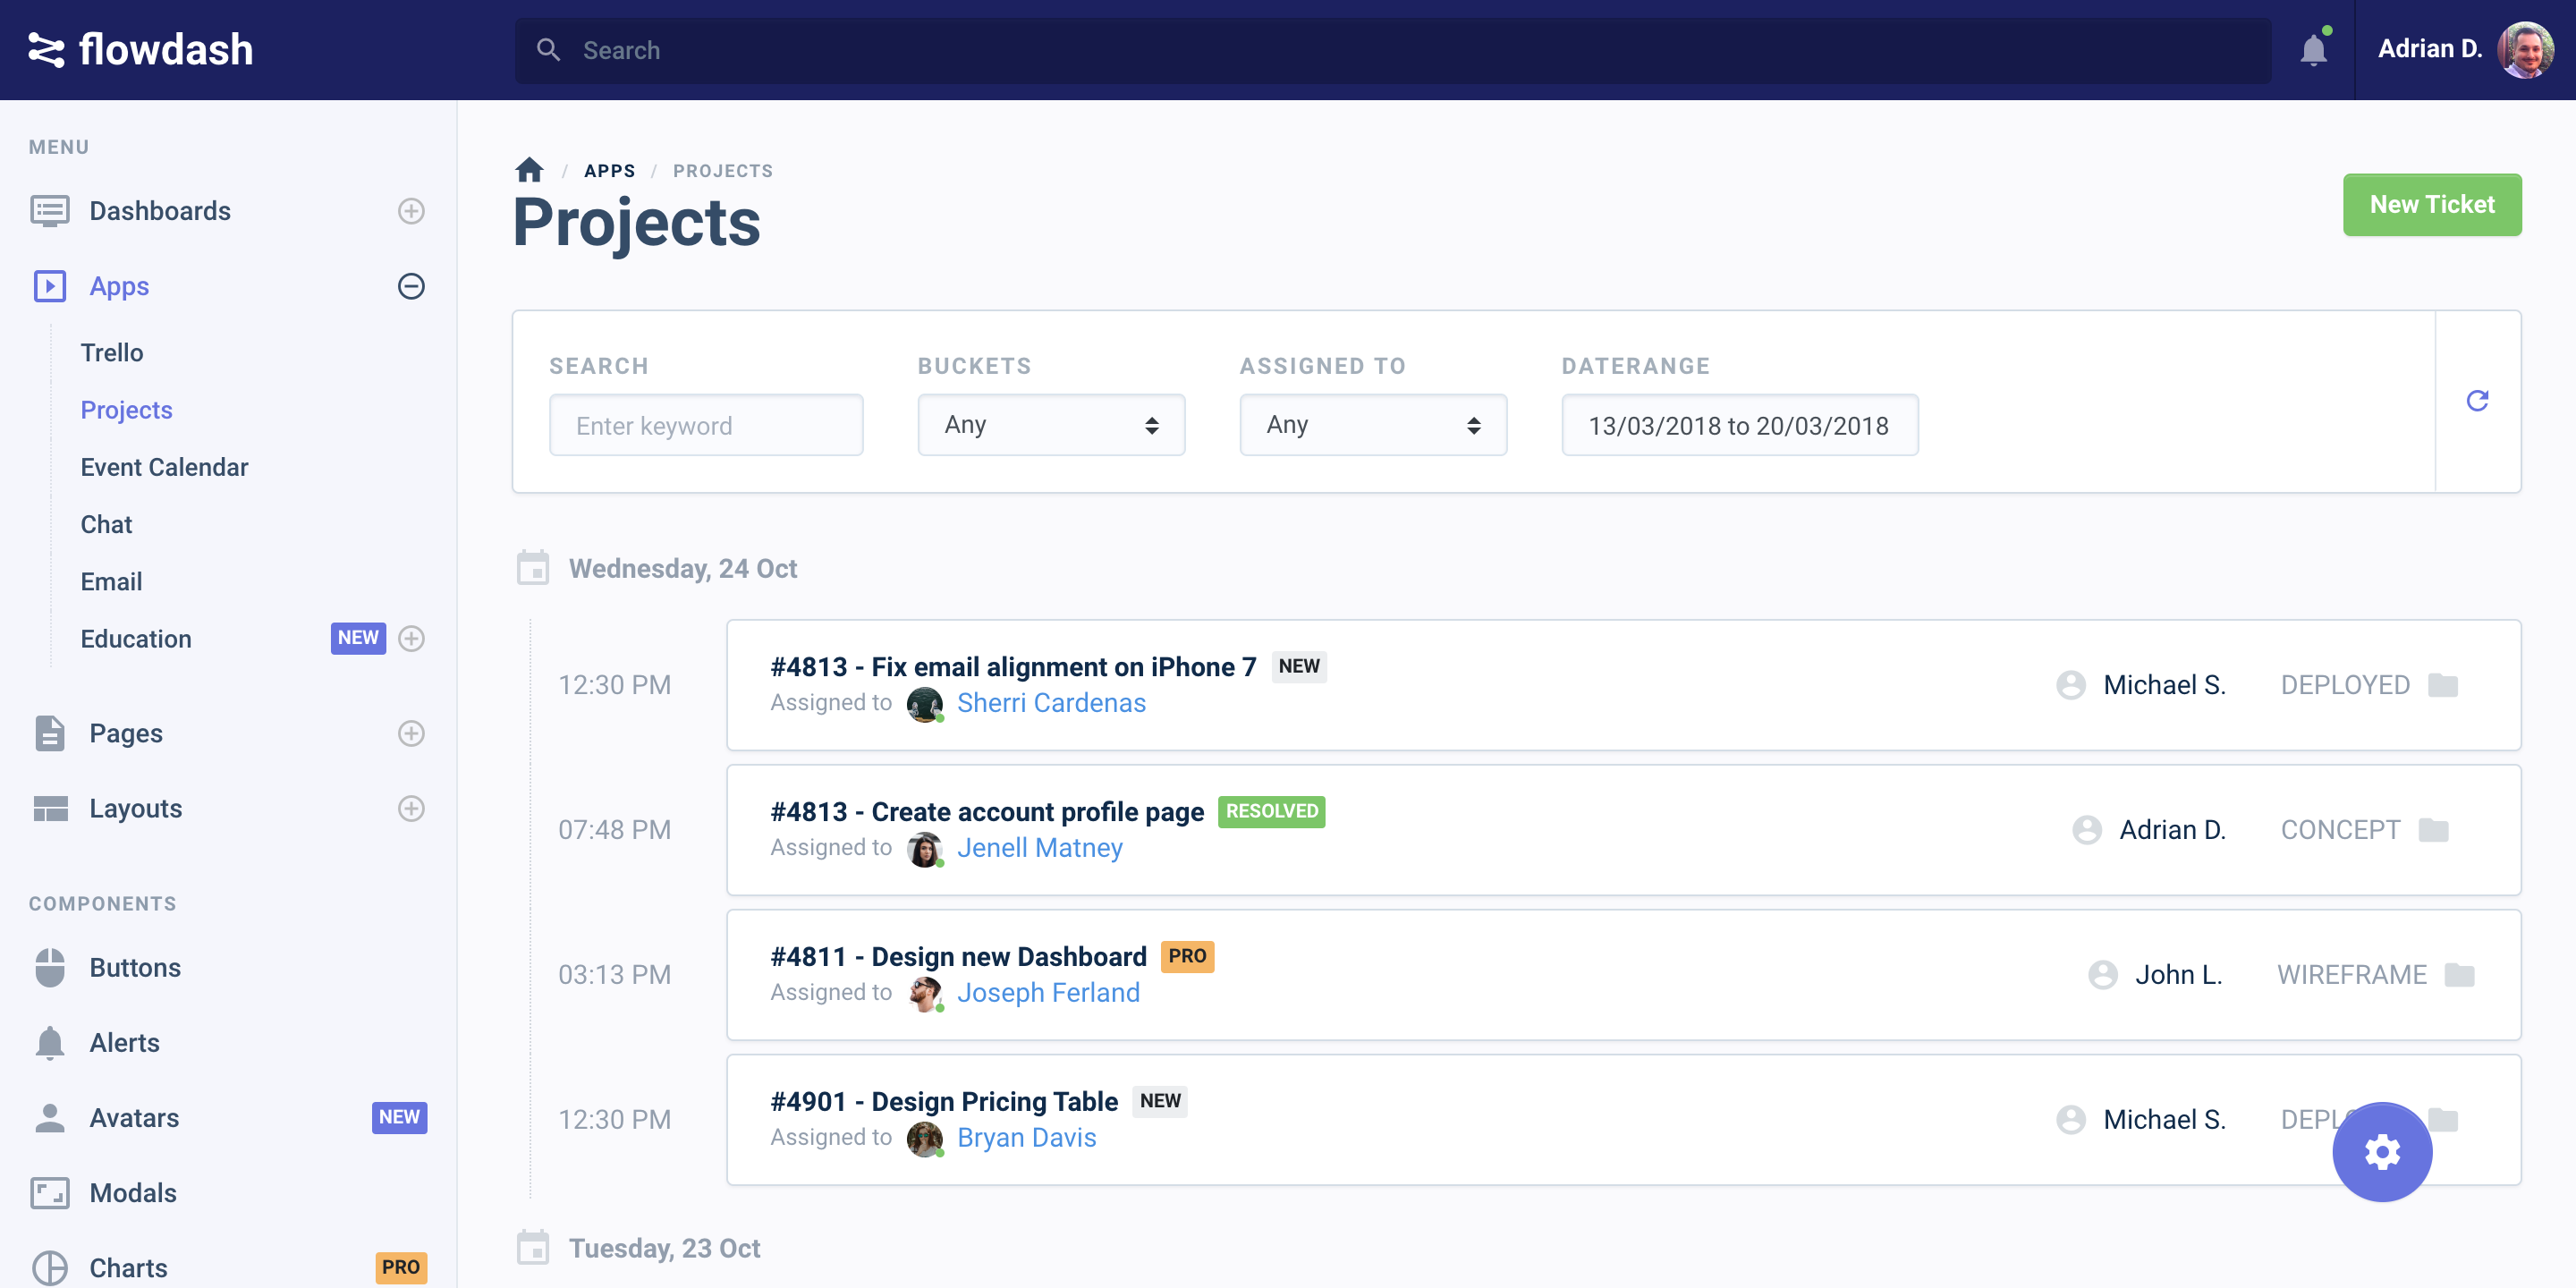 flowdash
Search
Adrian D.
MENU
Dashboards
Apps
Trello
Projects
Event Calendar
Chat
Email
Education NEW
Pages
Layouts
COMPONENTS
Buttons
Alerts
Avatars NEW
Modals
Charts PRO
/ APPS / PROJECTS
Projects
New Ticket
SEARCH
Enter keyword
BUCKETS
Any
ASSIGNED TO
Any
DATERANGE
13/03/2018 to 20/03/2018
Wednesday, 24 Oct
12:30 PM
#4813 - Fix email alignment on iPhone 7 NEW
Assigned to Sherri Cardenas
Michael S. DEPLOYED
07:48 PM
#4813 - Create account profile page RESOLVED
Assigned to Jenell Matney
Adrian D. CONCEPT
03:13 PM
#4811 - Design new Dashboard PRO
Assigned to Joseph Ferland
John L. WIREFRAME
12:30 PM
#4901 - Design Pricing Table NEW
Assigned to Bryan Davis
Michael S.
Tuesday, 23 Oct